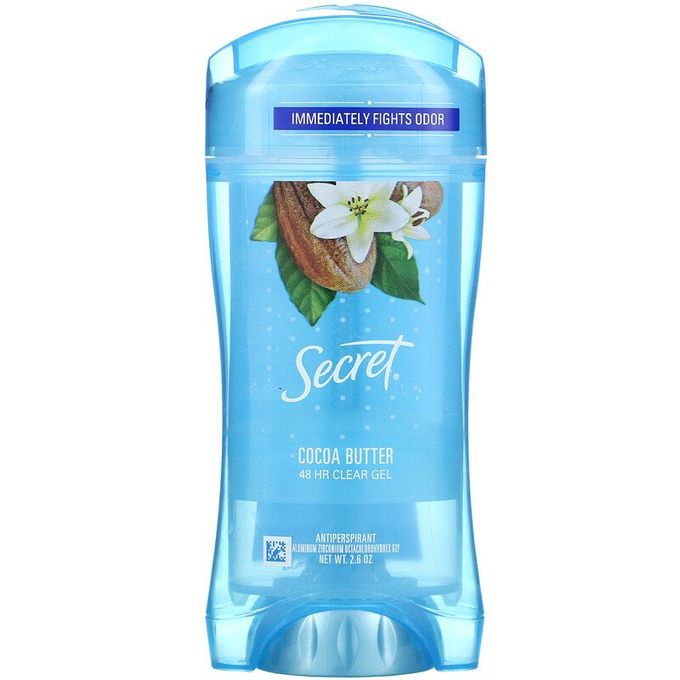 IMMEDIATELY FIGHTS ODOR
Secret®
COCOA BUTTER
48 HR CLEAR GEL
ANTIPERSPIRANT
ALUMINUM ZIRCONIUM OCTACHLOROHYDREX GLY
NET WT. 2.6 OZ